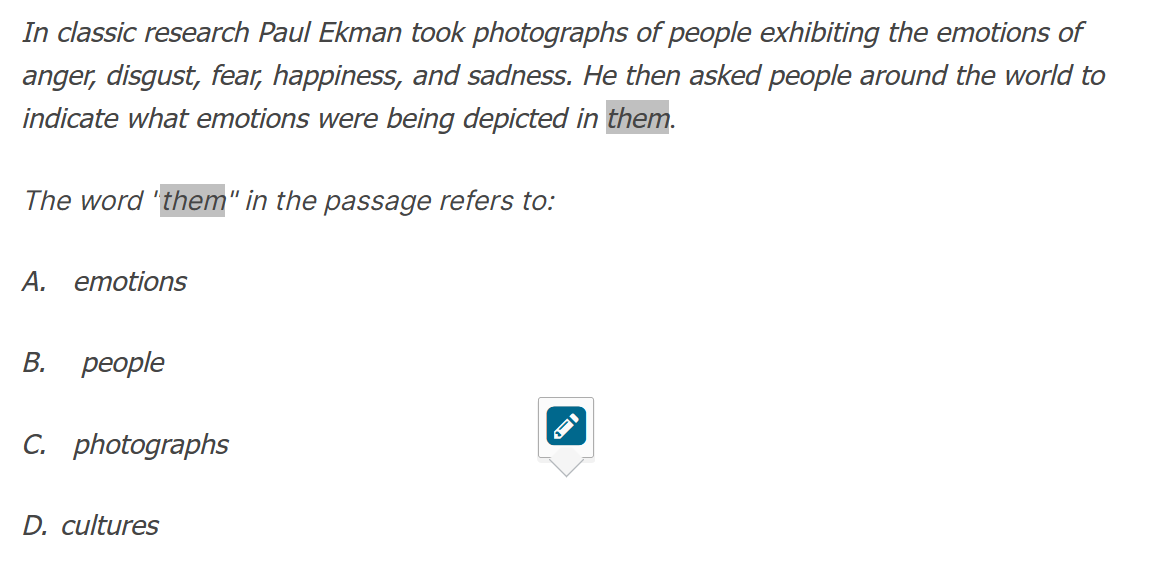 In classic research Paul Ekman took photographs of people exhibiting the emotions of
anger, disgust, fear, happiness, and sadness. He then asked people around the world to
indicate what emotions were being depicted in them.
The word "them" in the passage refers to:
A. emotions
B. people
C. photographs
D. cultures